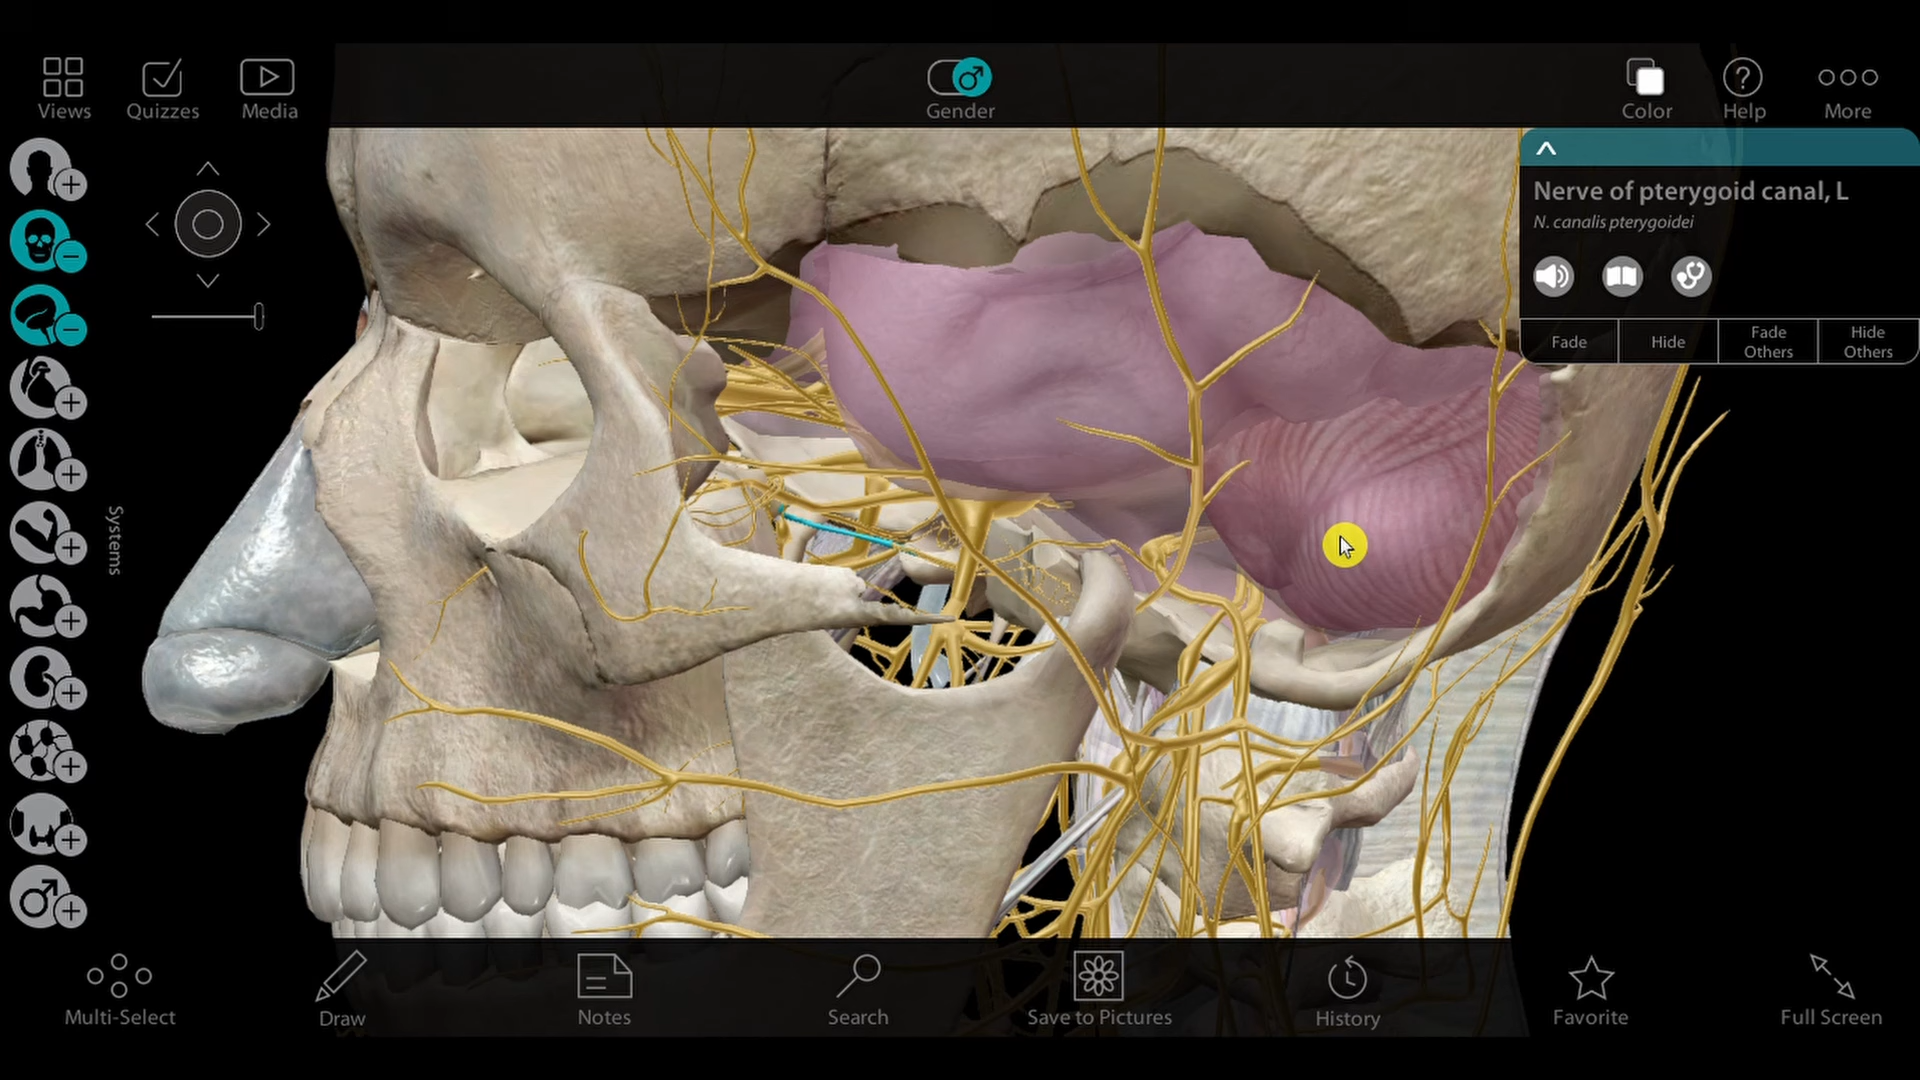 Views
Quizzes
Media
Gender
Color
Help
More
Nerve of pterygoid canal, L
N. canalis pterygoidei
Fade
Hide
Fade
Others
Hide
Others
Systems
Multi-Select
Draw
Notes
Search
Save to Pictures
History
Favorite
Full Screen